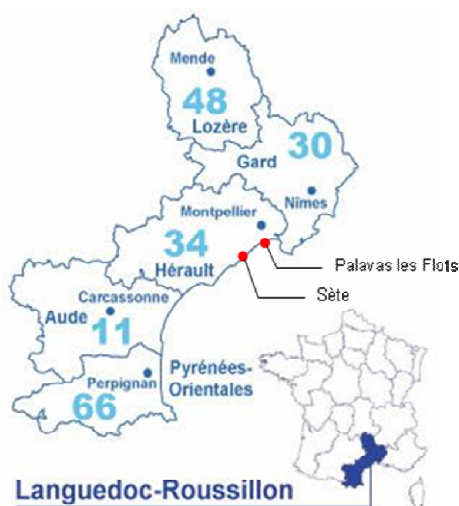 Mende
48
Lozère
30
Gard
Nîmes
Montpellier
34
Hérault
Palavas les Flots
Sète
Carcassonne
Aude
11
Pyrénées-
Orientales
Perpignan
66
Languedoc-Roussillon